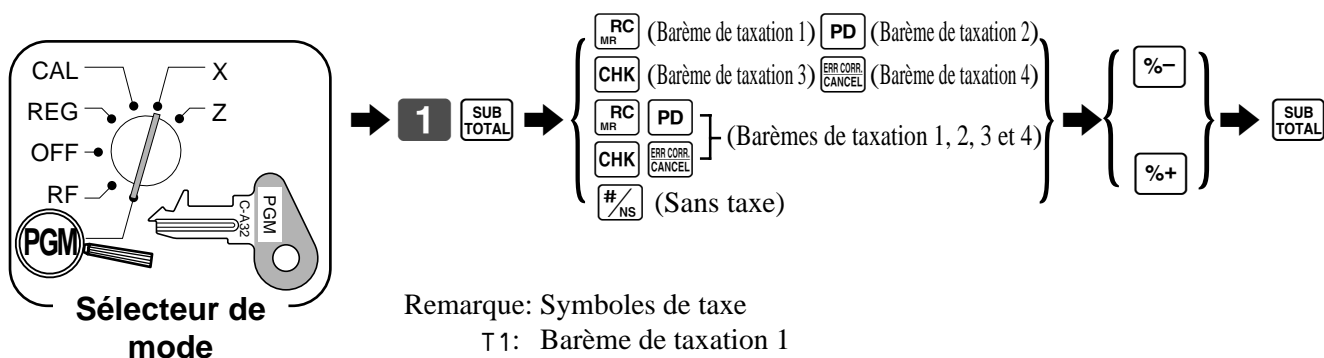 RC MR (Barème de taxation 1) PD (Barème de taxation 2)
CHK (Barème de taxation 3) ERR CORR. CANCEL (Barème de taxation 4)
RC MR PD
CHK ERR CORR. CANCEL
(Barèmes de taxation 1, 2, 3 et 4)
#/NS (Sans taxe)
CAL
X
REG
Z
OFF
RF
PGM
PGM
C-A32
1
SUB TOTAL
%−
%+
SUB TOTAL
Sélecteur de
mode
Remarque: Symboles de taxe
T1: Barème de taxation 1